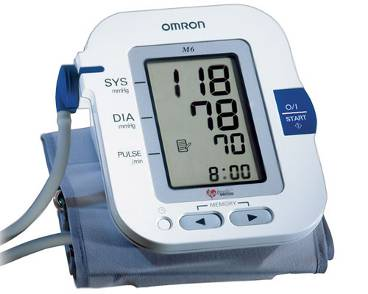 OMRON
M6
SYS
mmHg
118
DIA
mmHg
78
PULSE
/min
70
8:00
O/I
START
MEMORY